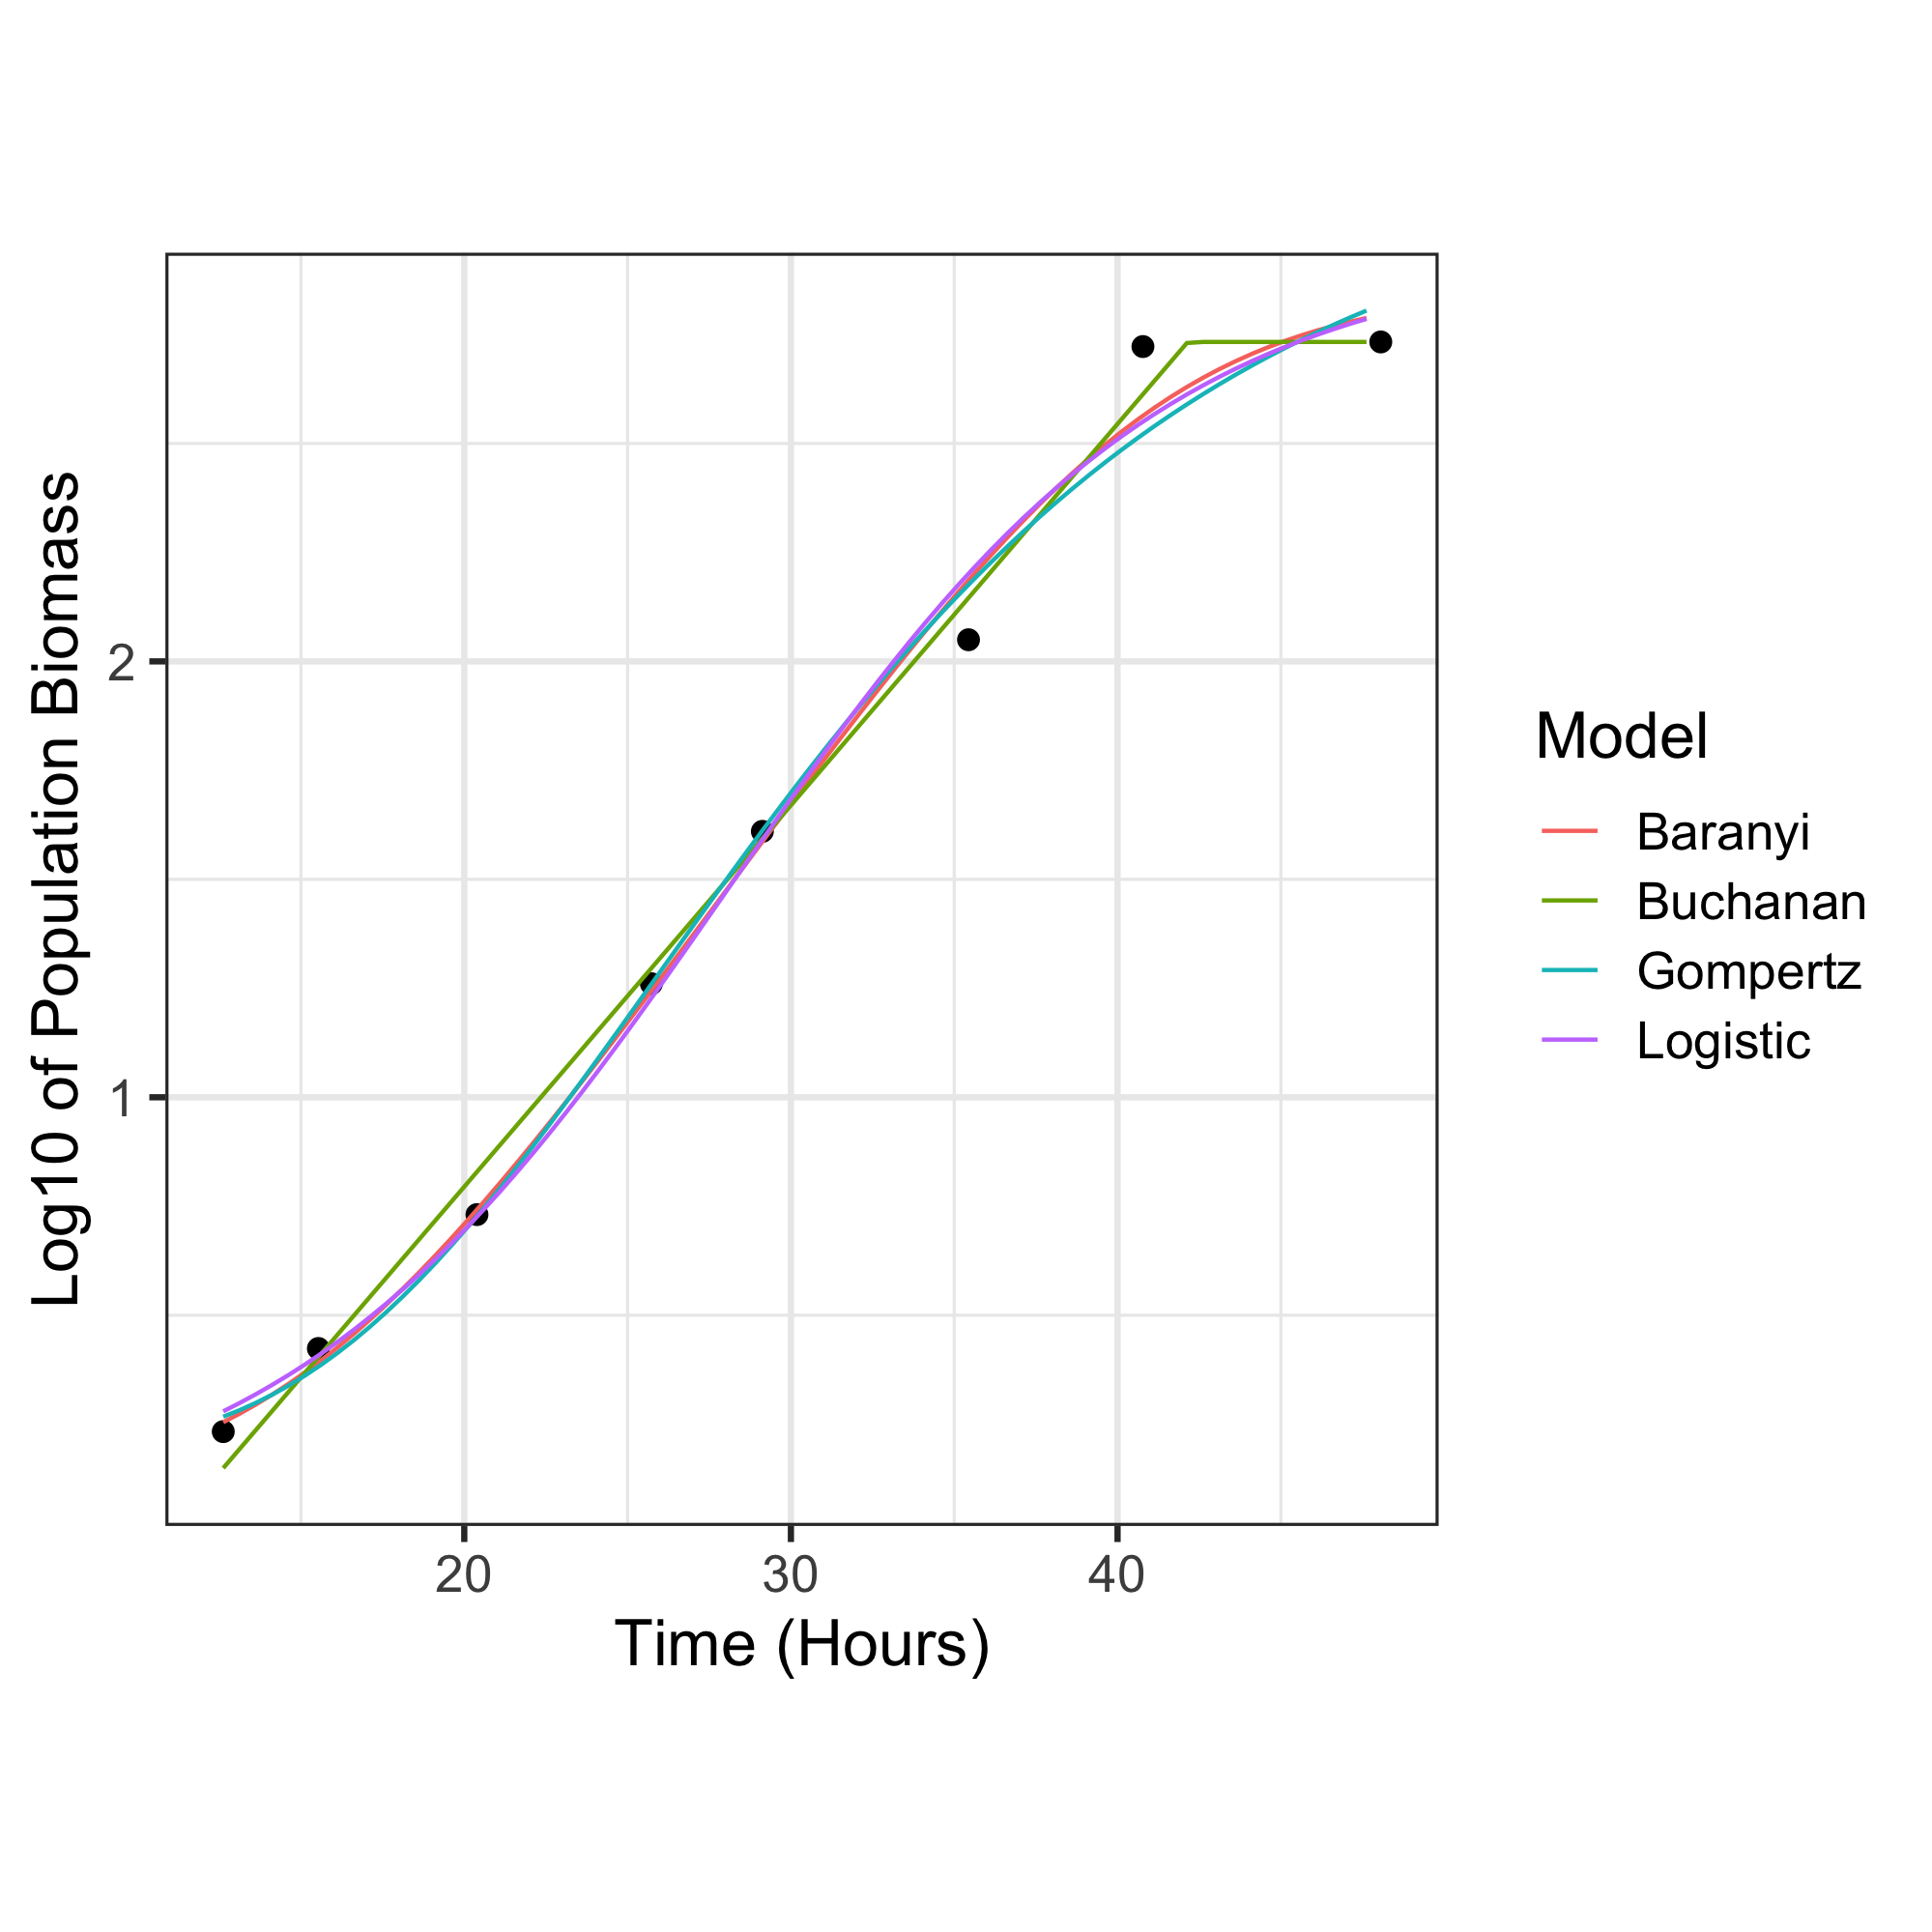 Log10 of Population Biomass
2
1
20 30 40
Time (Hours)
Model
Baranyi
Buchanan
Gompertz
Logistic